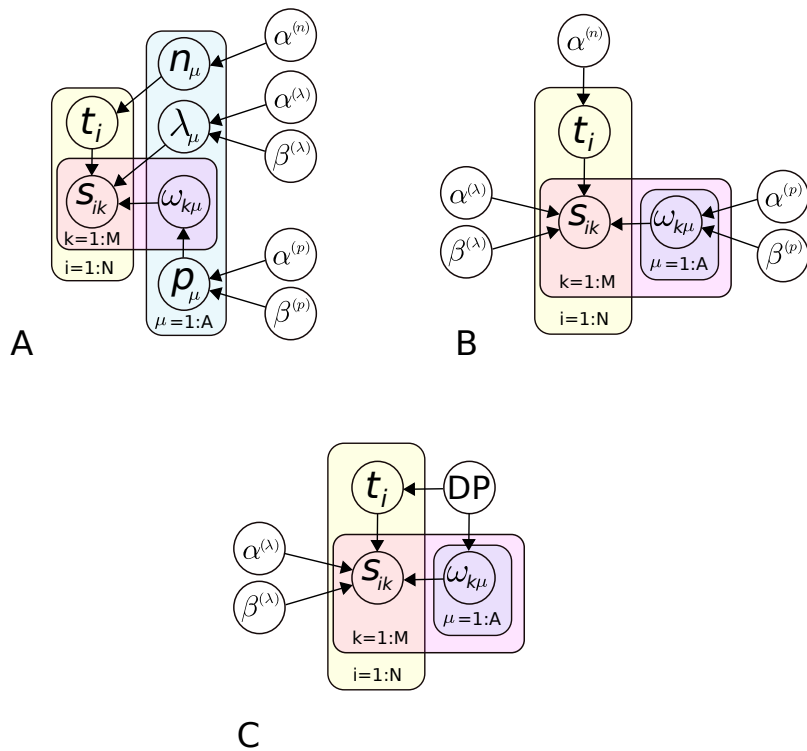 n_μ
α^(n)
t_i
λ_μ
α^(λ)
β^(λ)
s_ik
ω_kμ
k=1:M
i=1:N
p_μ
α^(p)
β^(p)
μ=1:A
A
α^(n)
t_i
α^(λ)
β^(λ)
s_ik
ω_kμ
α^(p)
β^(p)
μ=1:A
k=1:M
i=1:N
B
t_i
DP
α^(λ)
β^(λ)
s_ik
ω_kμ
μ=1:A
k=1:M
i=1:N
C